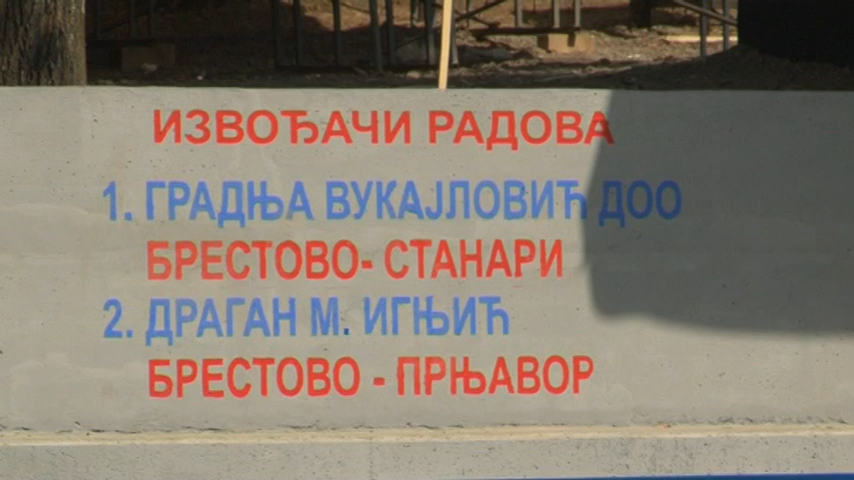 ИЗВОЂАЧИ РАДОВА
1. ГРАДЊА ВУКАЈЛОВИЋ ДОО
БРЕСТОВО- СТАНАРИ
2. ДРАГАН М. ИГЊИЋ
БРЕСТОВО - ПРЊАВОР